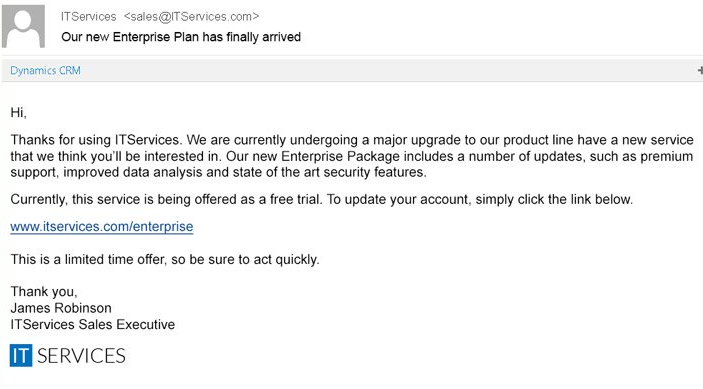 ITServices <sales@ITServices.com>
Our new Enterprise Plan has finally arrived
Dynamics CRM +
Hi,
Thanks for using ITServices. We are currently undergoing a major upgrade to our product line have a new service
that we think you'll be interested in. Our new Enterprise Package includes a number of updates, such as premium
support, improved data analysis and state of the art security features.
Currently, this service is being offered as a free trial. To update your account, simply click the link below.
www.itservices.com/enterprise
This is a limited time offer, so be sure to act quickly.
Thank you,
James Robinson
ITServices Sales Executive
IT SERVICES